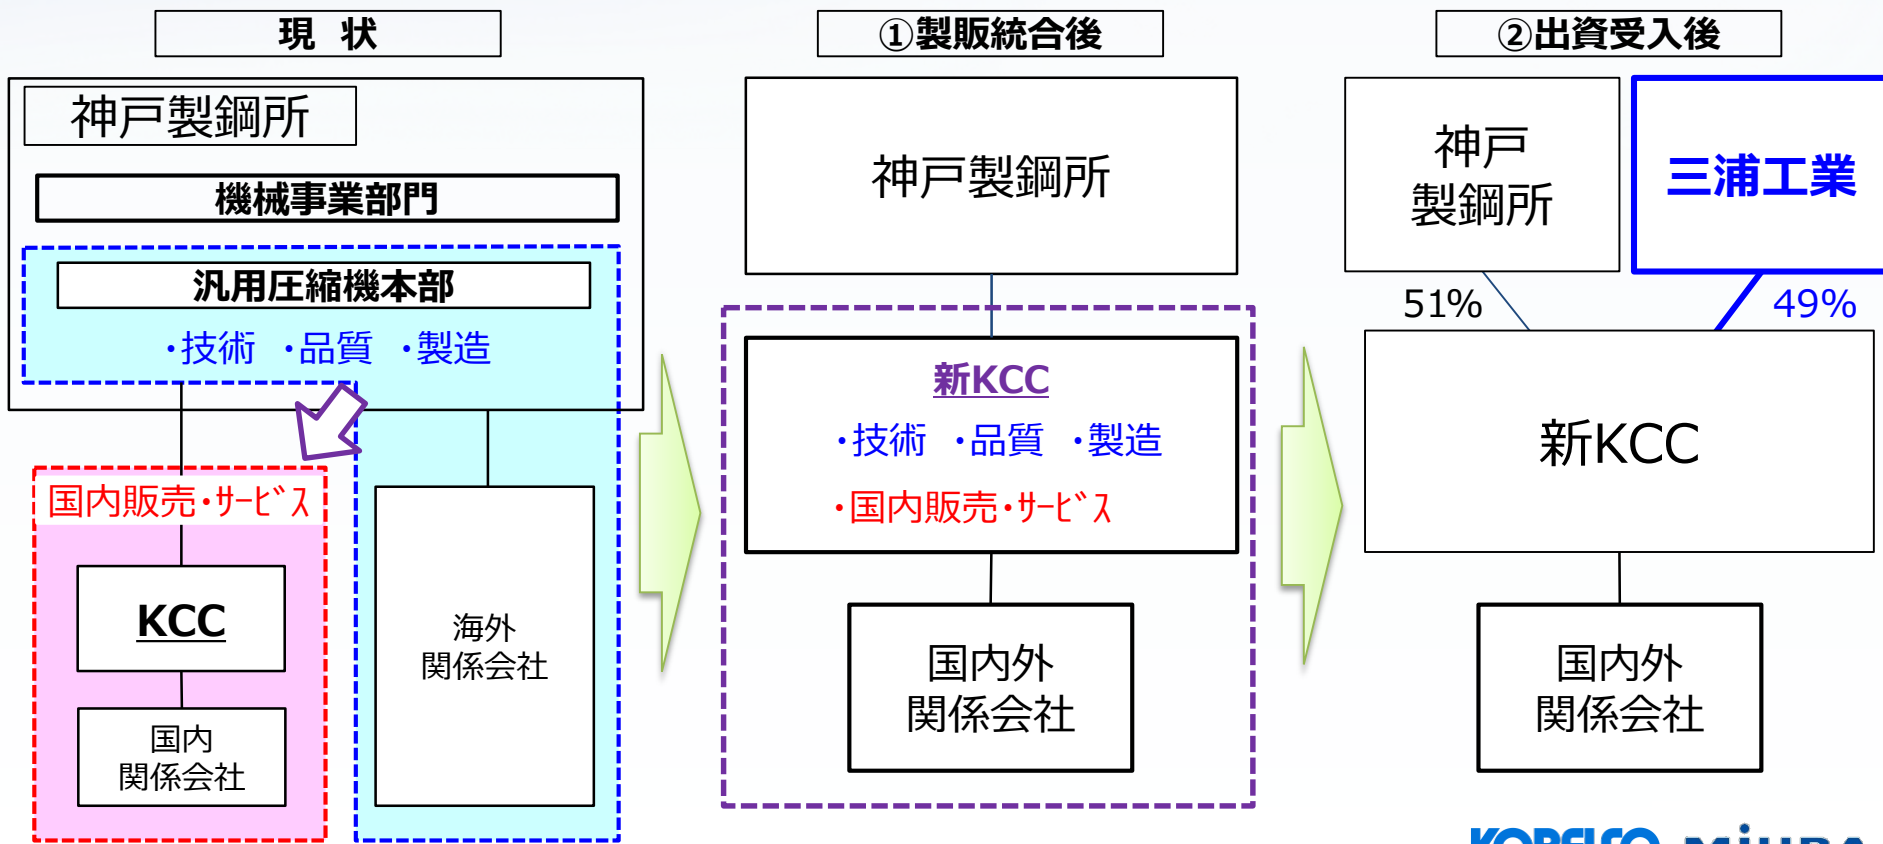 現 状
神戸製鋼所
機械事業部門
汎用圧縮機本部
・技術 ・品質 ・製造
国内販売・ｻｰﾋﾞｽ
KCC
国内
関係会社
海外
関係会社
①製販統合後
神戸製鋼所
新KCC
・技術 ・品質 ・製造
・国内販売・ｻｰﾋﾞｽ
国内外
関係会社
②出資受入後
神戸
製鋼所
三浦工業
51%
49%
新KCC
国内外
関係会社
KOBELCO MiURA